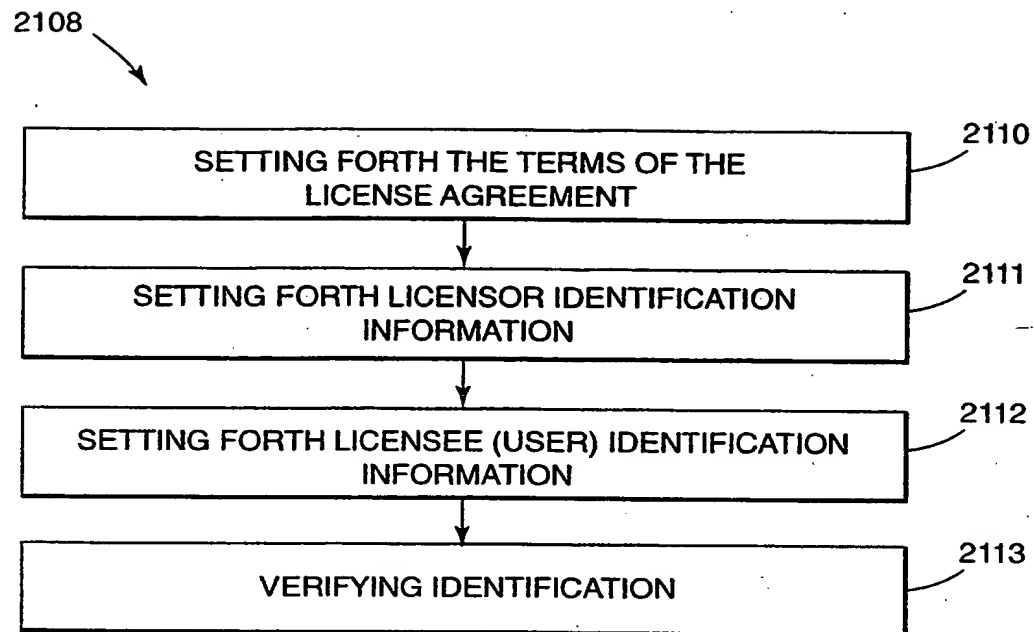 2108
2110
SETTING FORTH THE TERMS OF THE
LICENSE AGREEMENT
2111
SETTING FORTH LICENSOR IDENTIFICATION
INFORMATION
2112
SETTING FORTH LICENSEE (USER) IDENTIFICATION
INFORMATION
2113
VERIFYING IDENTIFICATION